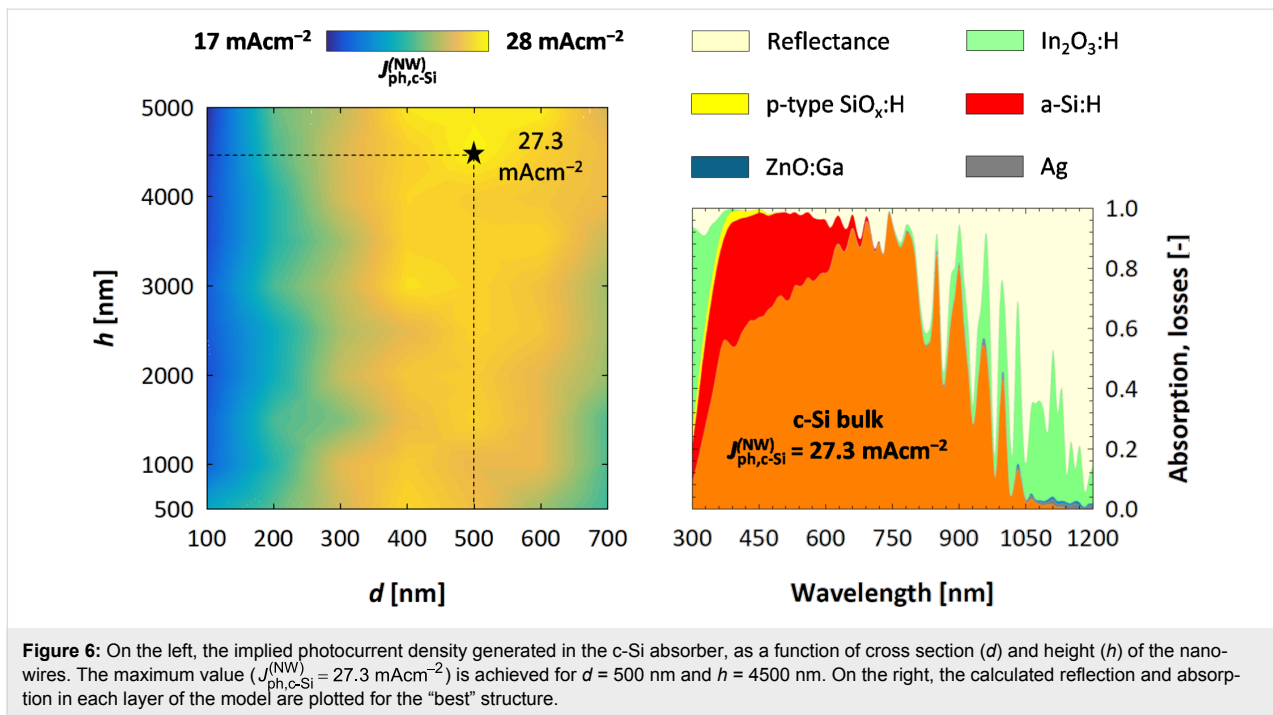 17 mAcm⁻² 28 mAcm⁻²
J(NW)ph,c-Si
5000
4000
3000
2000
1000
500
h [nm]
27.3
mAcm⁻²
100 200 300 400 500 600 700
d [nm]
Reflectance In₂O₃:H
p-type SiOₓ:H a-Si:H
ZnO:Ga Ag
1.0
0.8
0.6
0.4
0.2
0.0
Absorption, losses [-]
c-Si bulk
J(NW)ph,c-Si = 27.3 mAcm⁻²
300 450 600 750 900 1050 1200
Wavelength [nm]
Figure 6: On the left, the implied photocurrent density generated in the c-Si absorber, as a function of cross section (d) and height (h) of the nano-
wires. The maximum value (J(NW)ph,c-Si = 27.3 mAcm⁻²) is achieved for d = 500 nm and h = 4500 nm. On the right, the calculated reflection and absorp-
tion in each layer of the model are plotted for the “best” structure.